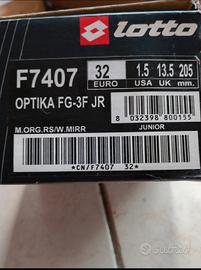 lotto
F7407
32 1.5 13.5 205
EURO USA UK mm.
OPTIKA FG-3F JR
8 032398 800155
M.ORG.RS/W.MIRR
JUNIOR
*CN/F7407 32*
subito